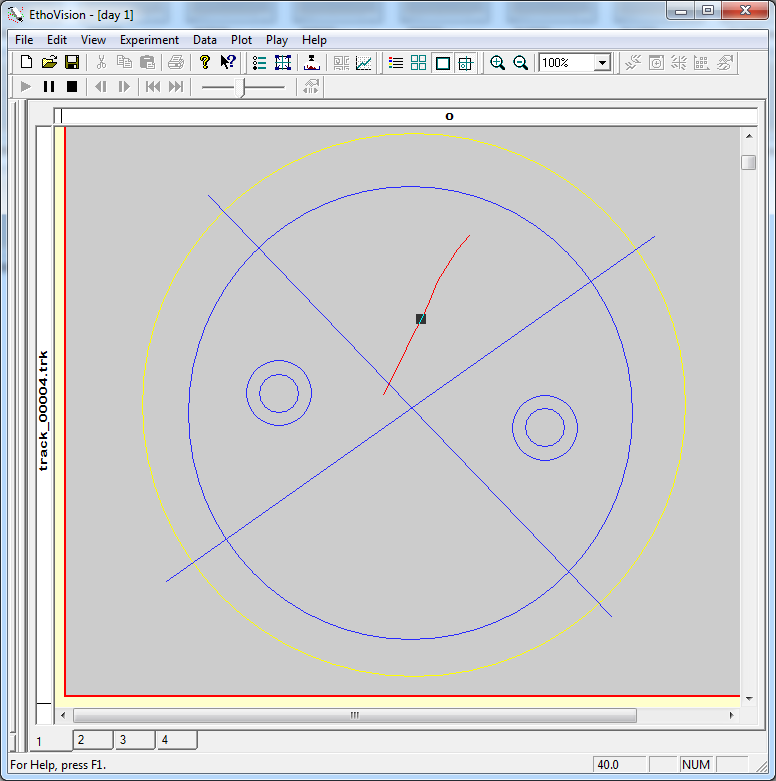 EthoVision - [day 1]
File Edit View Experiment Data Plot Play Help
100%
o
track_00004.trk
1 2 3 4
For Help, press F1.
40.0 NUM